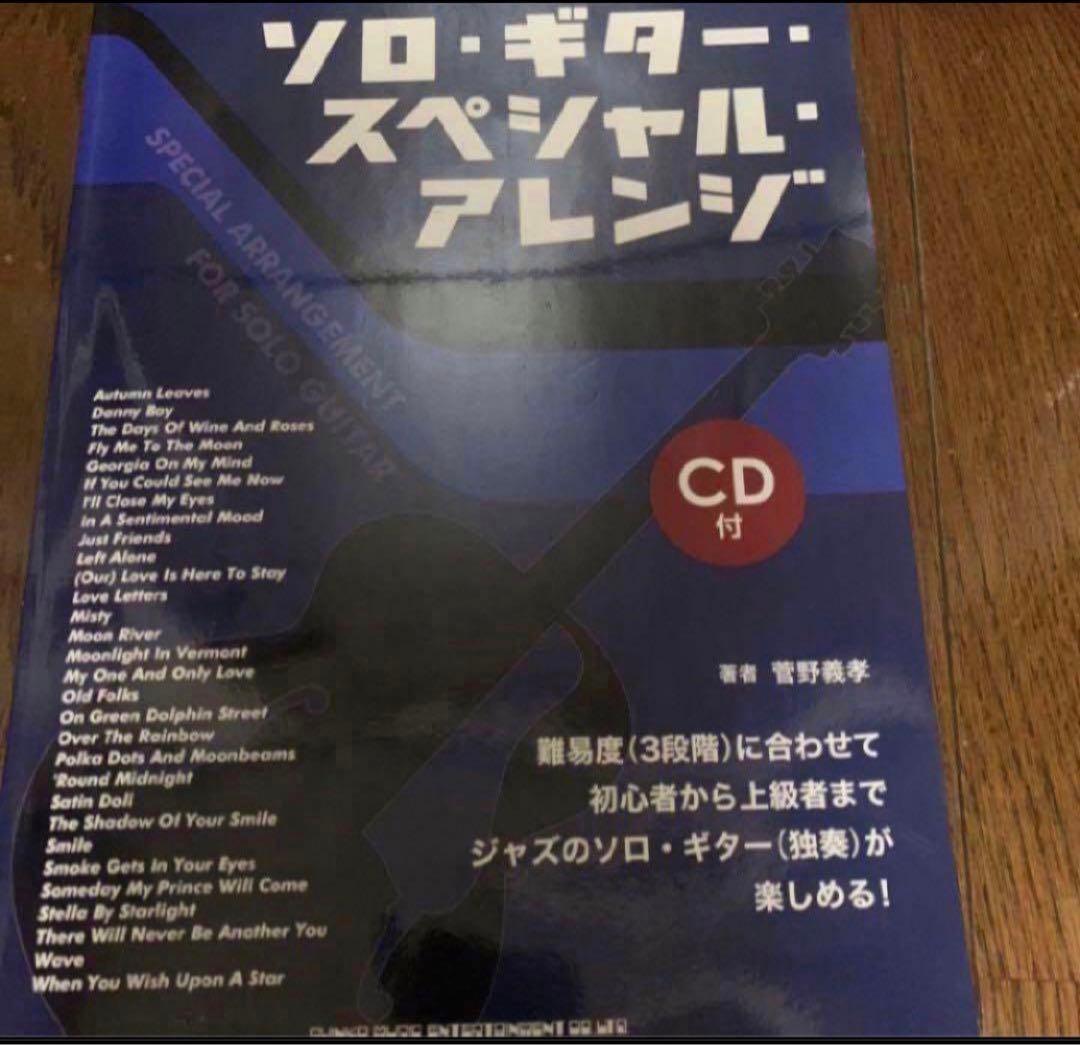 ソロ・ギター・
スペシャル・
アレンジ
SPECIAL ARRANGEMENT
FOR SOLO GUITAR
Autumn Leaves
Danny Boy
The Days Of Wine And Roses
Fly Me To The Moon
Georgia On My Mind
If You Could See Me Now
I'll Close My Eyes
In A Sentimental Mood
Just Friends
Left Alone
(Our) Love Is Here To Stay
Love Letters
Misty
Moon River
Moonlight In Vermont
My One And Only Love
Old Folks
On Green Dolphin Street
Over The Rainbow
Polka Dots And Moonbeams
'Round Midnight
Satin Doll
The Shadow Of Your Smile
Smile
Smoke Gets In Your Eyes
Someday My Prince Will Come
Stella By Starlight
There Will Never Be Another You
Wave
When You Wish Upon A Star
CD
付
著者 菅野義孝
難易度(3段階)に合わせて
初心者から上級者まで
ジャズのソロ・ギター(独奏)が
楽しめる!
MUSIC ENTERTAINMENT